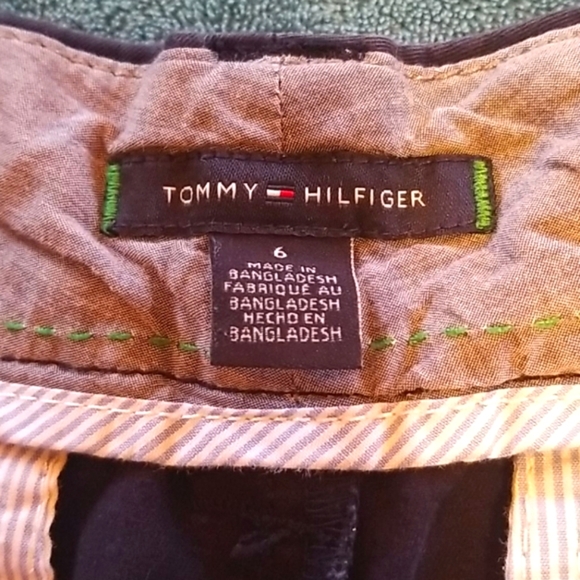 TOMMY HILFIGER
6
MADE IN
BANGLADESH
FABRIQUÉ AU
BANGLADESH
HECHO EN
BANGLADESH